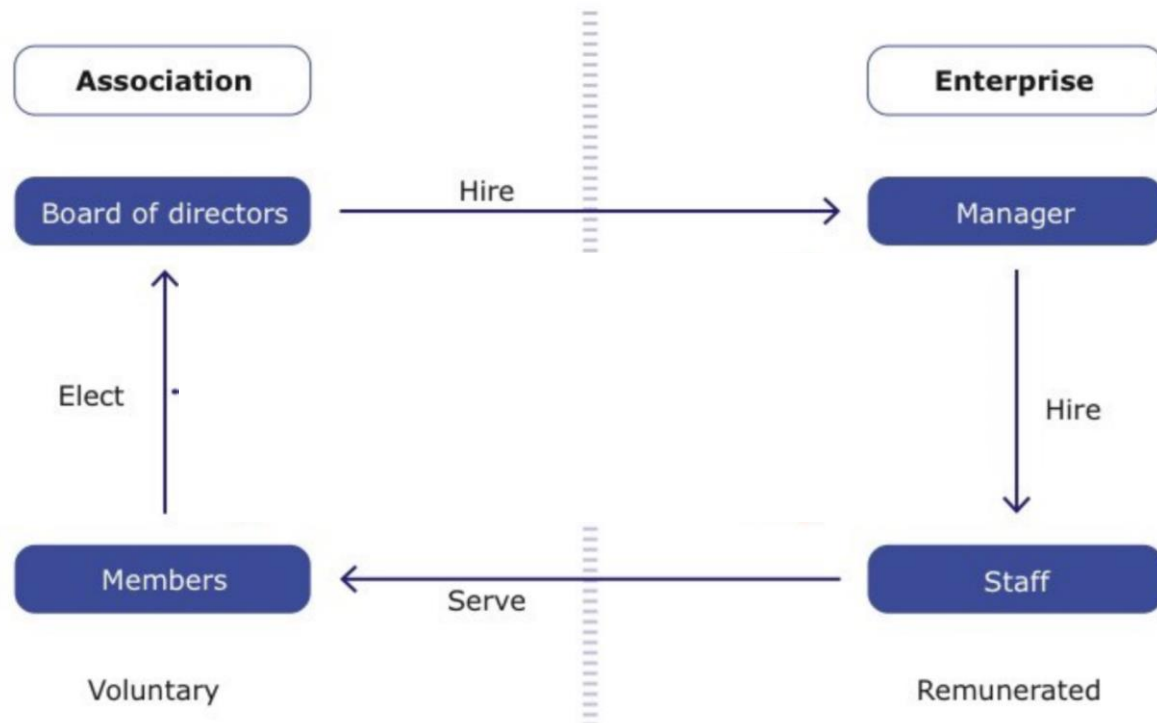 Association
Enterprise
Board of directors
Hire
Manager
Elect
Hire
Members
Serve
Staff
Voluntary
Remunerated